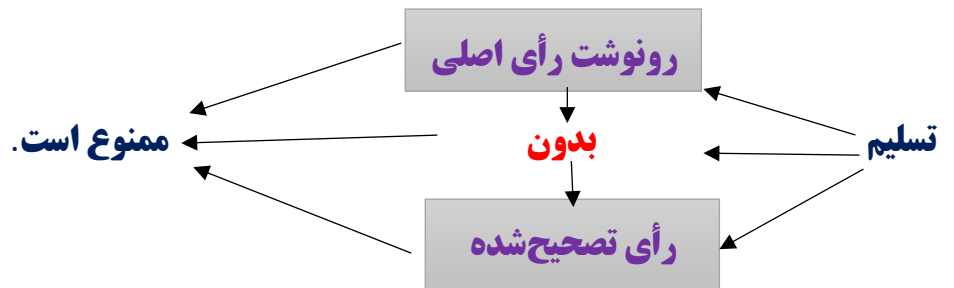 رونوشت رأی اصلی
تسلیم بدون ممنوع است.
رأی تصحیح‌شده